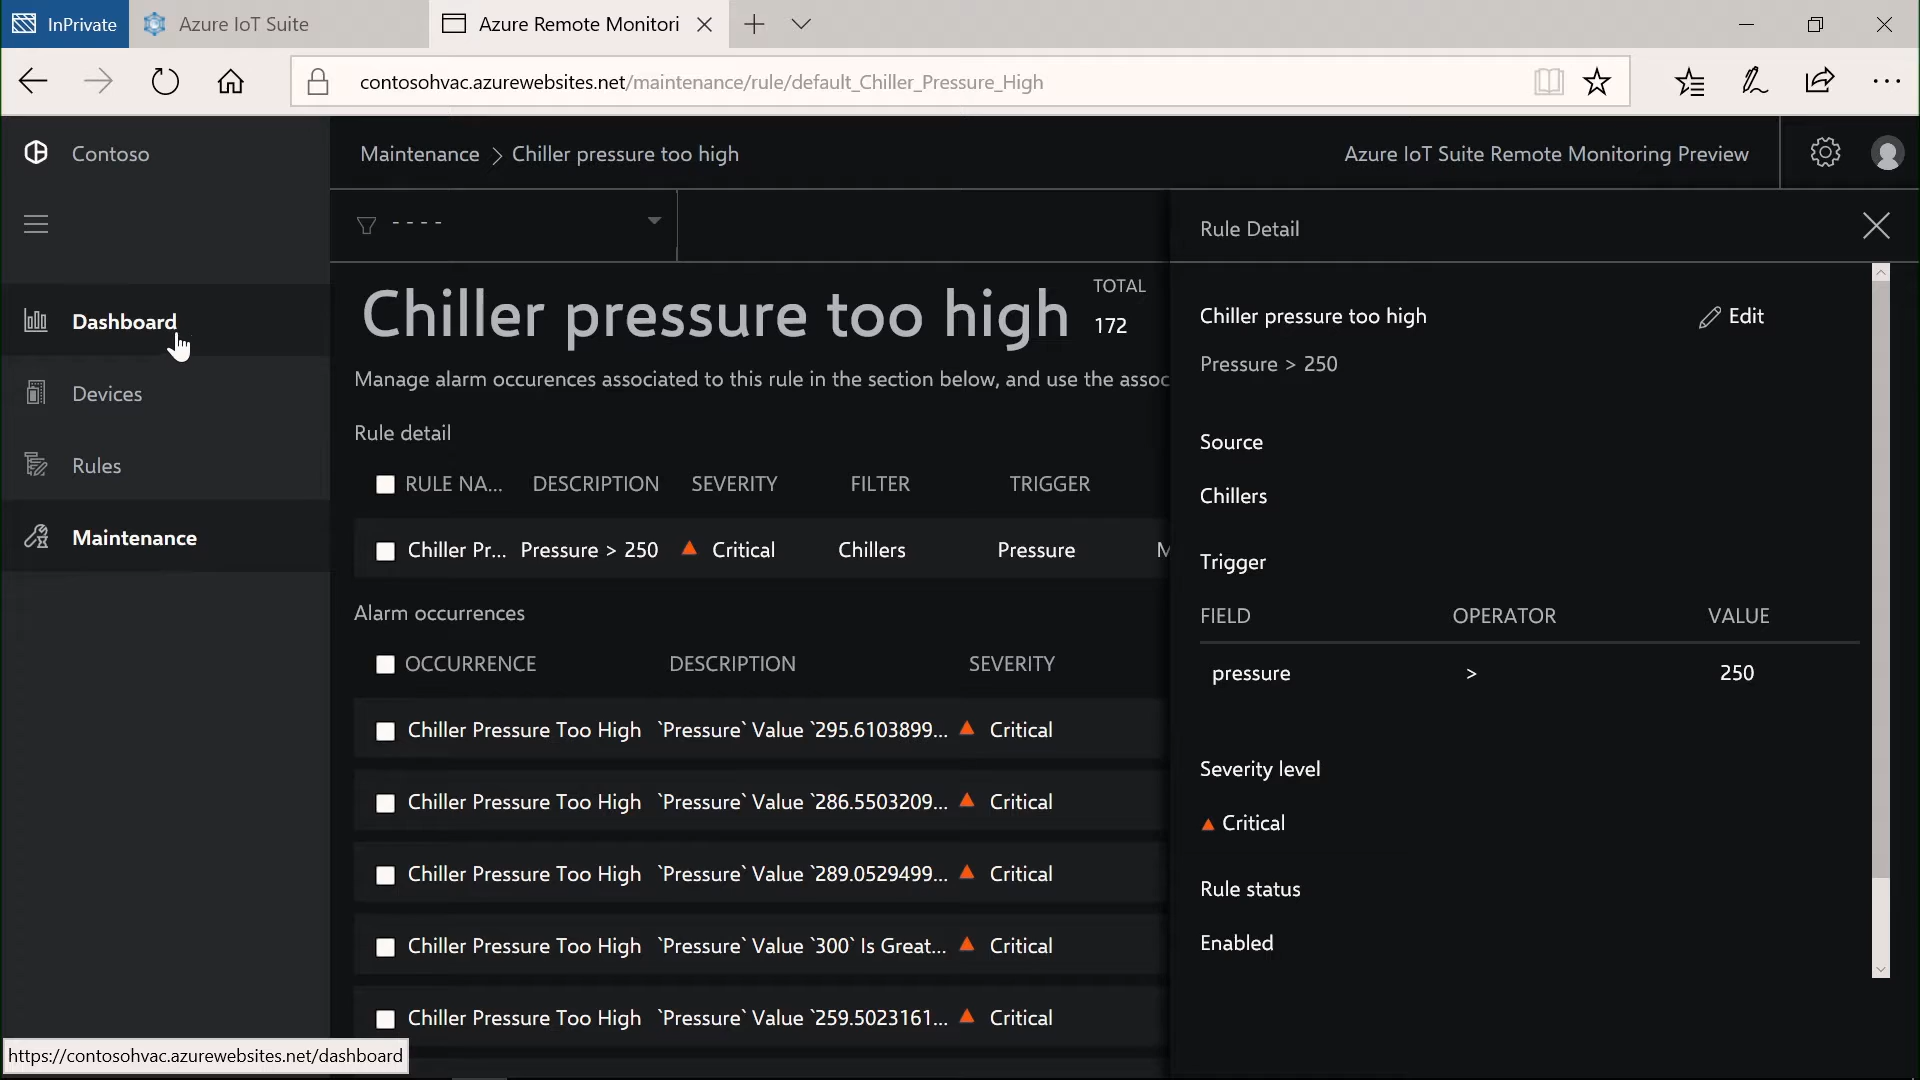 InPrivate
Azure IoT Suite
Azure Remote Monitori
contosohvac.azurewebsites.net/maintenance/rule/default_Chiller_Pressure_High
Contoso
Maintenance > Chiller pressure too high
Azure IoT Suite Remote Monitoring Preview
Dashboard
Devices
Rules
Maintenance
----
Chiller pressure too high
TOTAL
172
Manage alarm occurences associated to this rule in the section below, and use the assoc
Rule detail
RULE NA... DESCRIPTION SEVERITY FILTER TRIGGER
Chiller Pr... Pressure > 250 Critical Chillers Pressure M
Alarm occurrences
OCCURRENCE DESCRIPTION SEVERITY
Chiller Pressure Too High `Pressure` Value `295.6103899... Critical
Chiller Pressure Too High `Pressure` Value `286.5503209... Critical
Chiller Pressure Too High `Pressure` Value `289.0529499... Critical
Chiller Pressure Too High `Pressure` Value `300` Is Great... Critical
Chiller Pressure Too High `Pressure` Value `259.5023161... Critical
Rule Detail
Chiller pressure too high
Edit
Pressure > 250
Source
Chillers
Trigger
FIELD OPERATOR VALUE
pressure > 250
Severity level
Critical
Rule status
Enabled
https://contosohvac.azurewebsites.net/dashboard